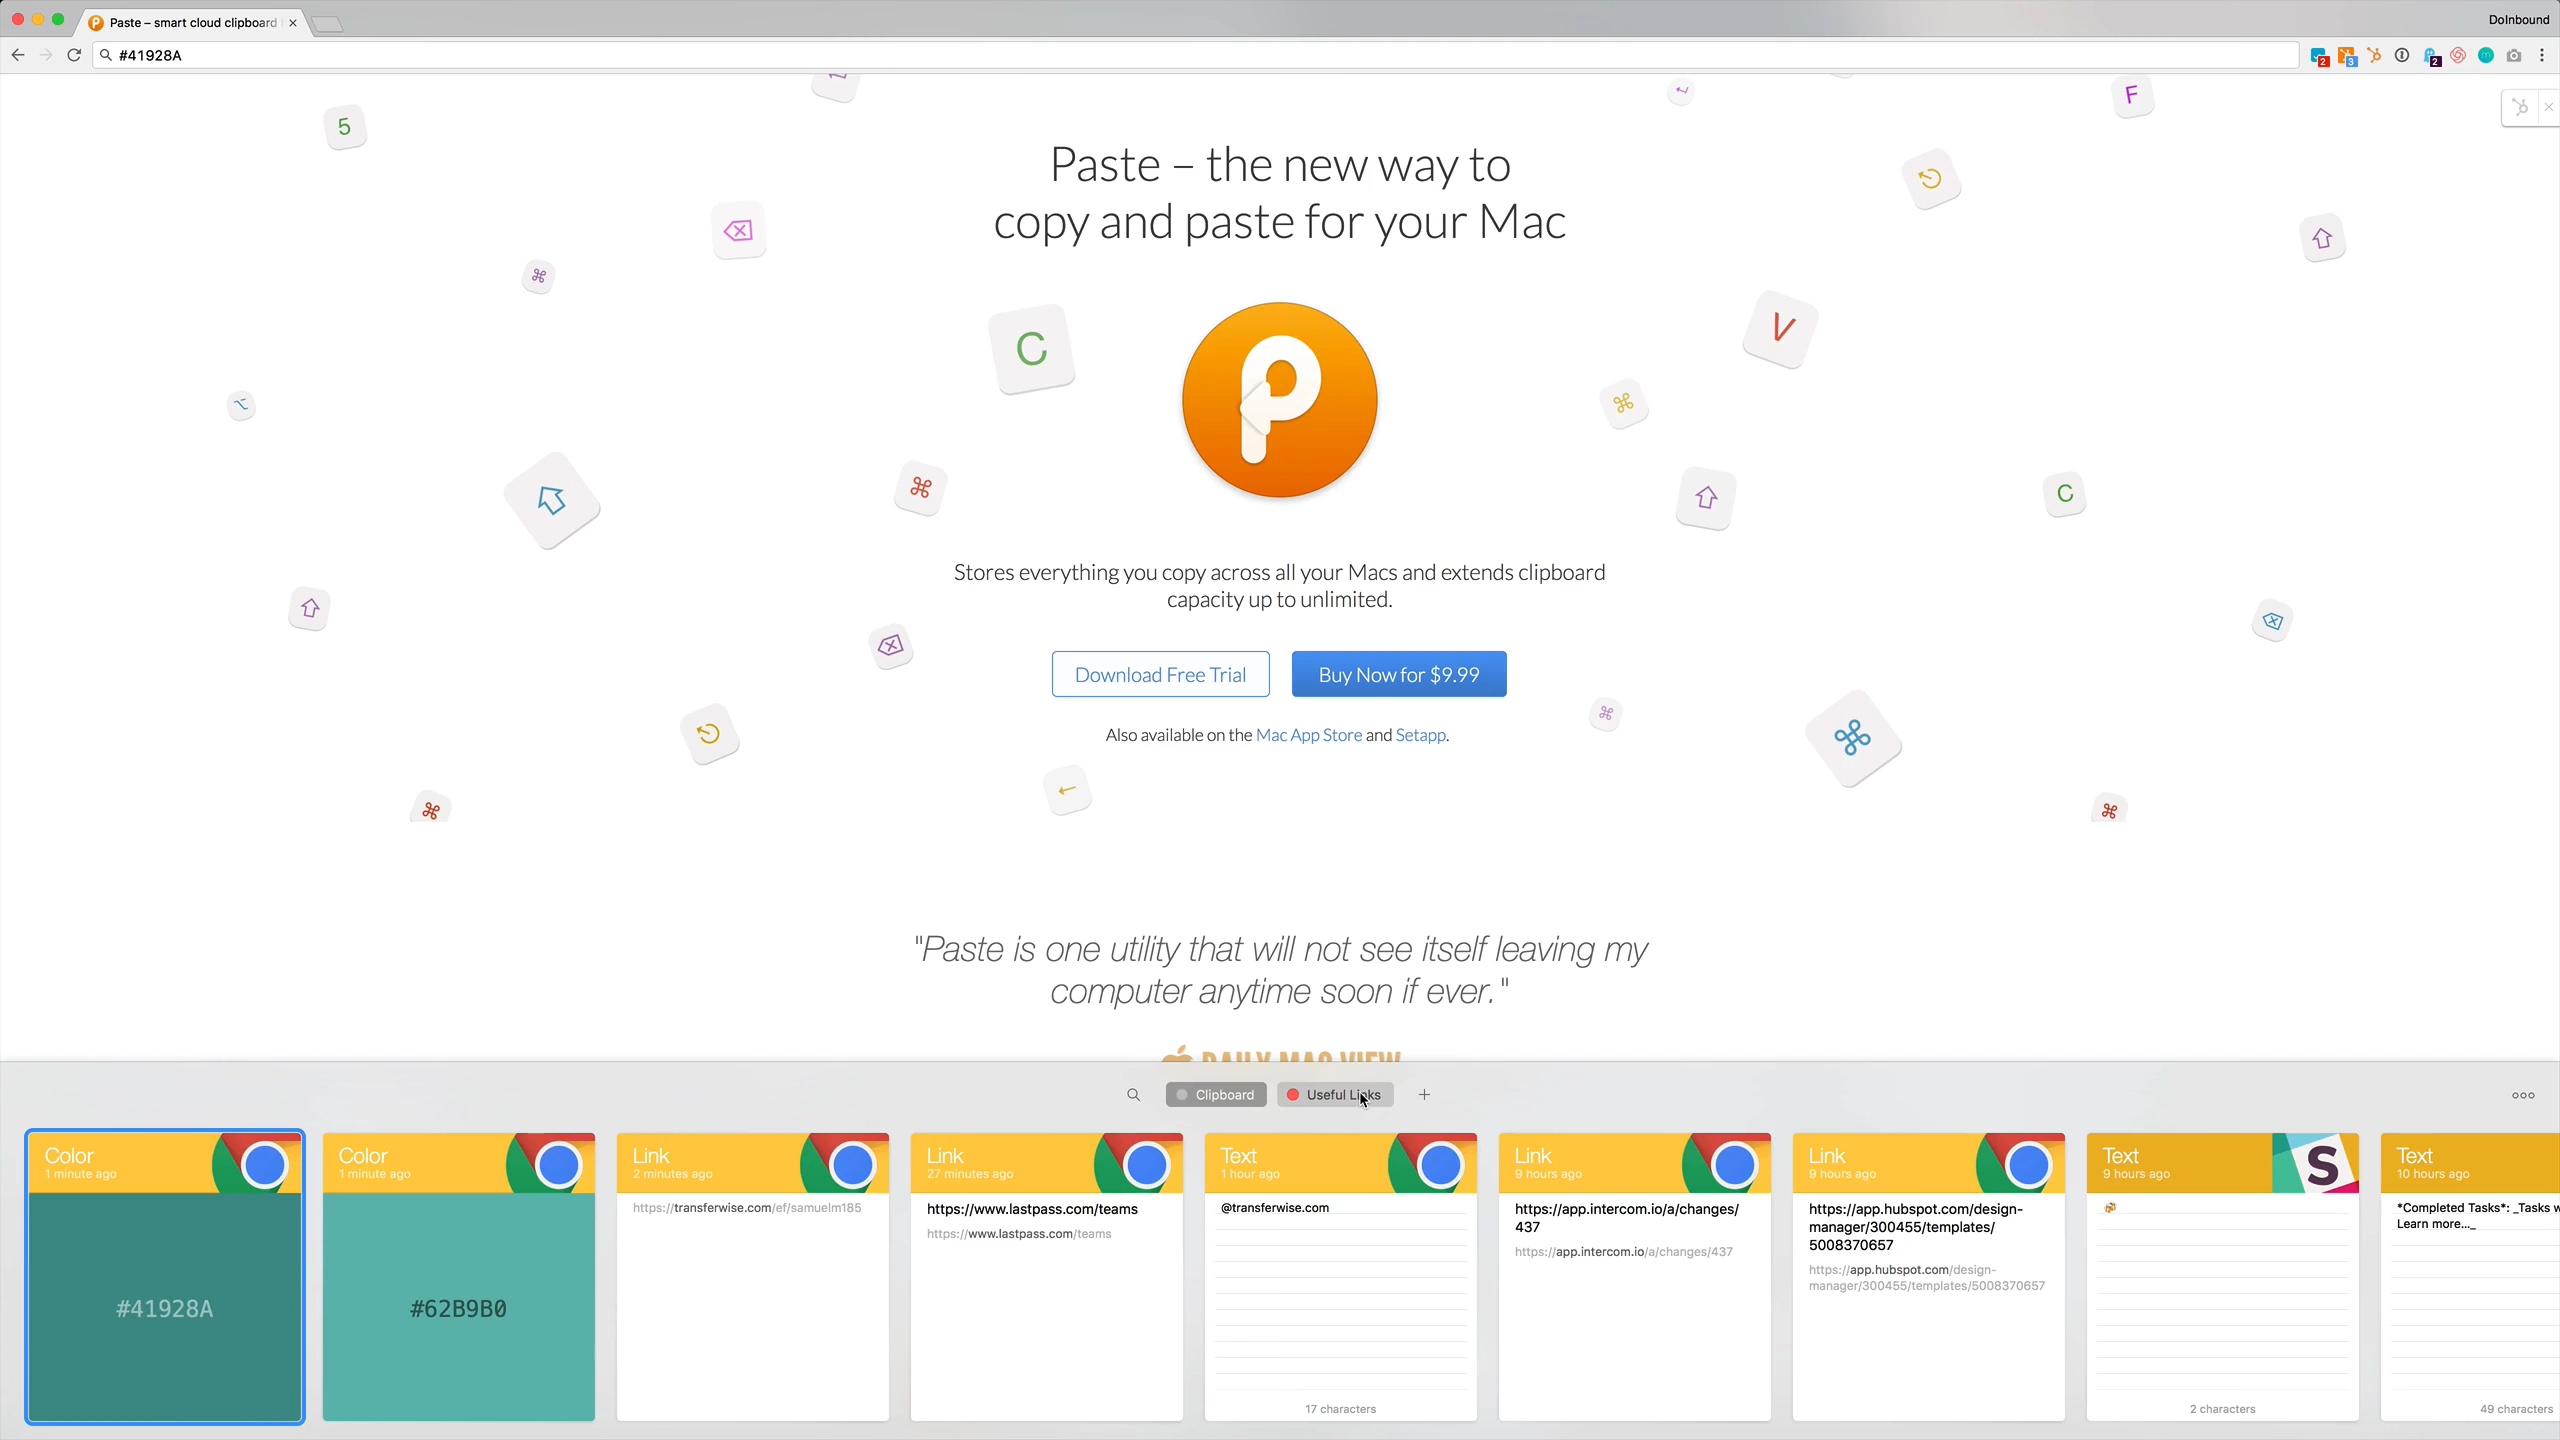 Paste – smart cloud clipboard
DoInbound
#41928A
2
3
2
5
F
Paste – the new way to
copy and paste for your Mac
C
V
C
Stores everything you copy across all your Macs and extends clipboard
capacity up to unlimited.
Download Free Trial
Buy Now for $9.99
Also available on the Mac App Store and Setapp.
"Paste is one utility that will not see itself leaving my
computer anytime soon if ever."
DAILY MAC VIEW
Clipboard
Useful Links
Color
1 minute ago
#41928A
Color
1 minute ago
#62B9B0
Link
2 minutes ago
https://transferwise.com/ef/samuelm185
Link
27 minutes ago
https://www.lastpass.com/teams
https://www.lastpass.com/teams
Text
1 hour ago
@transferwise.com
17 characters
Link
9 hours ago
https://app.intercom.io/a/changes/
437
https://app.intercom.io/a/changes/437
Link
9 hours ago
https://app.hubspot.com/design-
manager/300455/templates/
5008370657
https://app.hubspot.com/design-
manager/300455/templates/5008370657
Text
9 hours ago
S
2 characters
Text
10 hours ago
*Completed Tasks*: _Tasks w
Learn more..._
49 characters